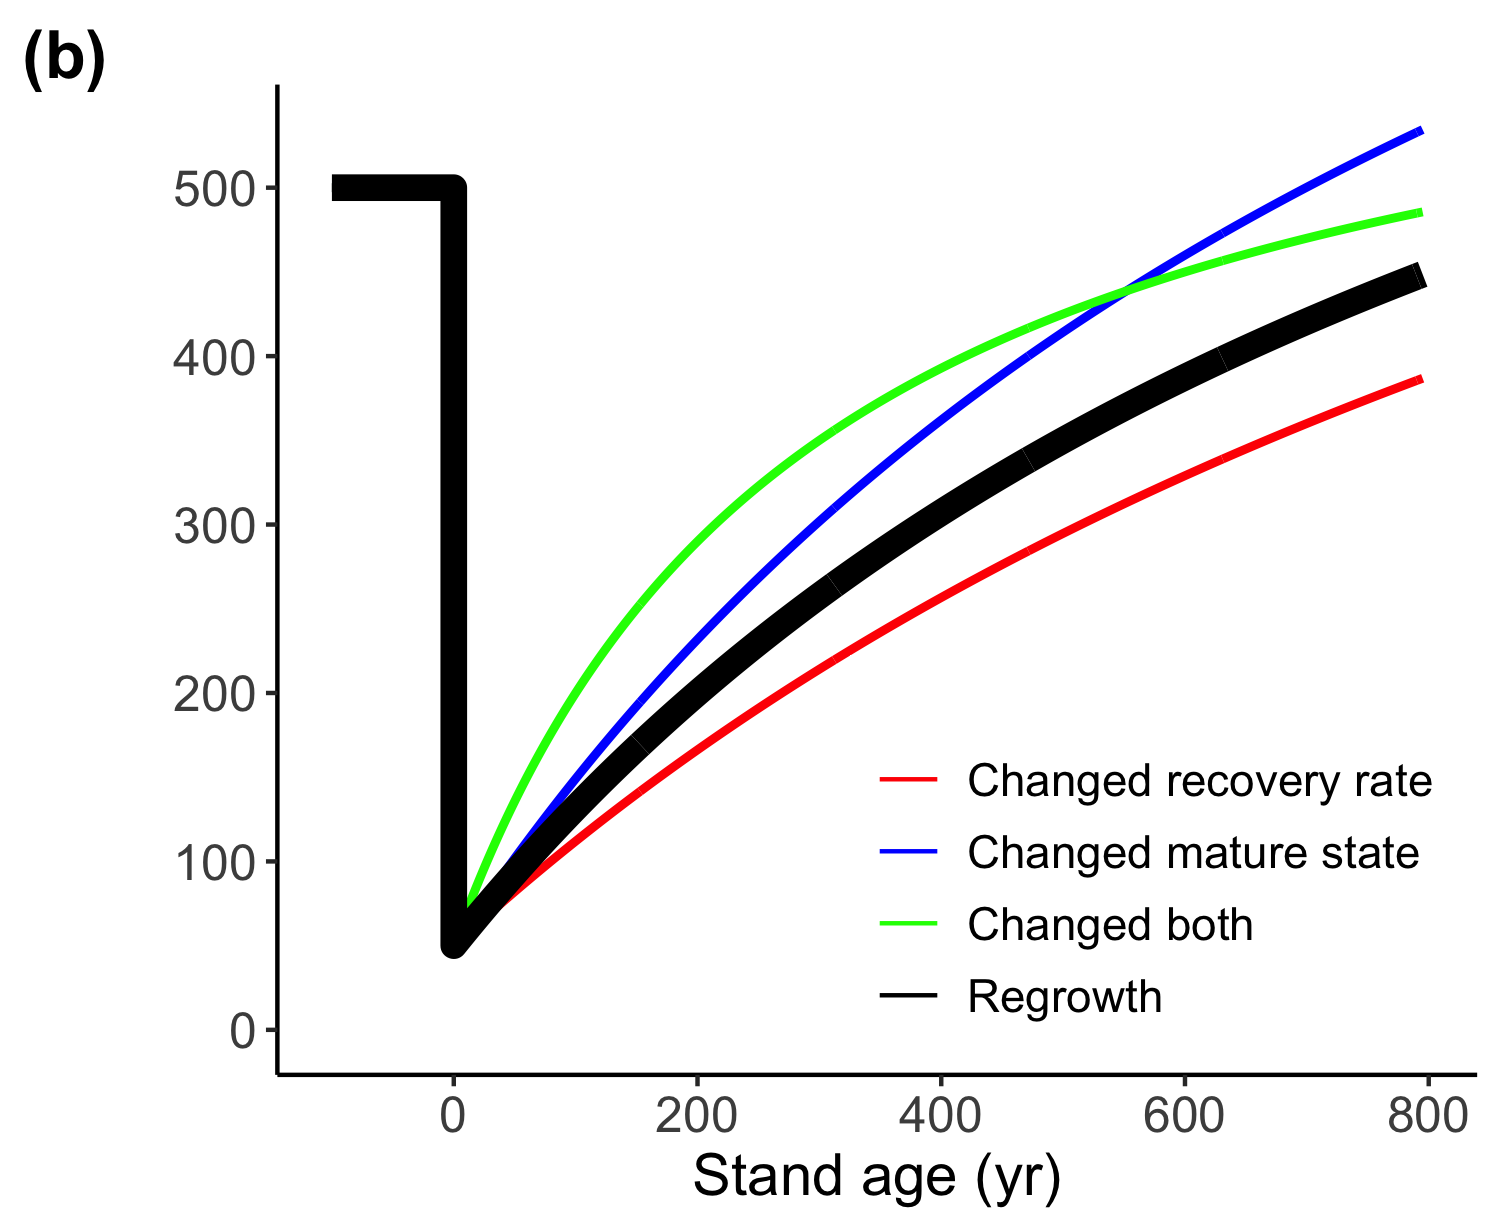 (b)
500
400
300
200
100
0
Changed recovery rate
Changed mature state
Changed both
Regrowth
0 200 400 600 800
Stand age (yr)